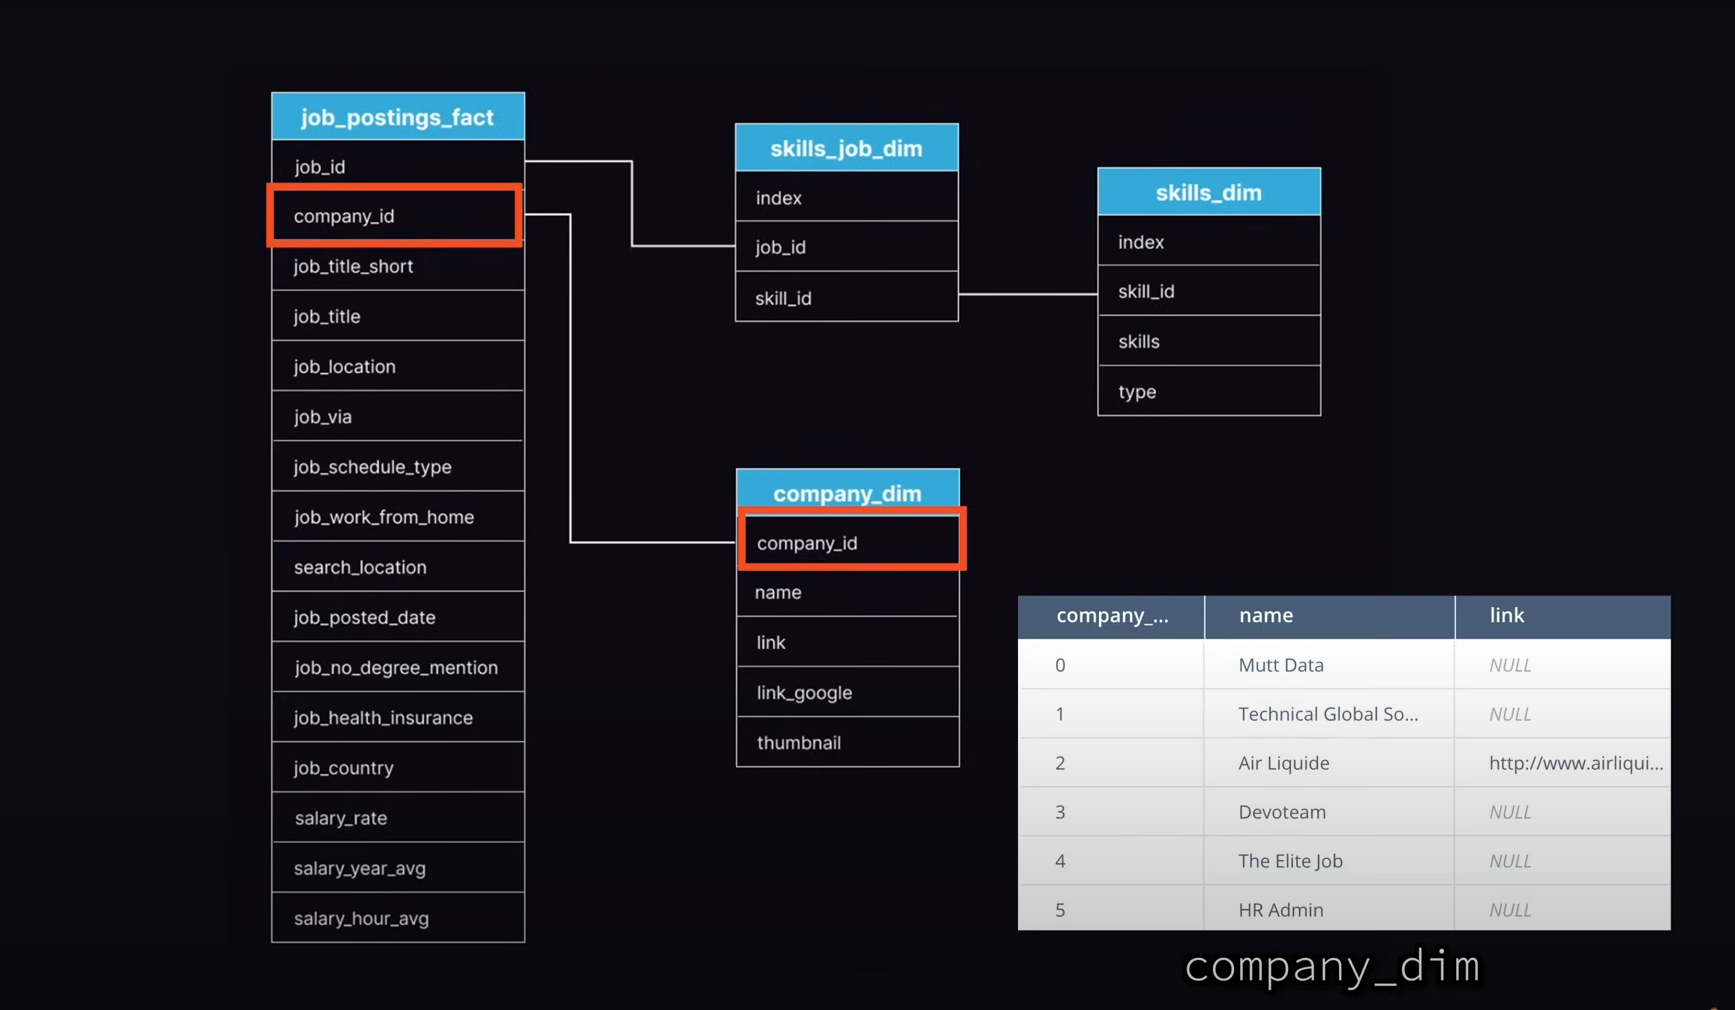 job_postings_fact
job_id
company_id
job_title_short
job_title
job_location
job_via
job_schedule_type
job_work_from_home
search_location
job_posted_date
job_no_degree_mention
job_health_insurance
job_country
salary_rate
salary_year_avg
salary_hour_avg
skills_job_dim
index
job_id
skill_id
skills_dim
index
skill_id
skills
type
company_dim
company_id
name
link
link_google
thumbnail
company_... name link
0 Mutt Data NULL
1 Technical Global So... NULL
2 Air Liquide http://www.airliqui...
3 Devoteam NULL
4 The Elite Job NULL
5 HR Admin NULL
company_dim